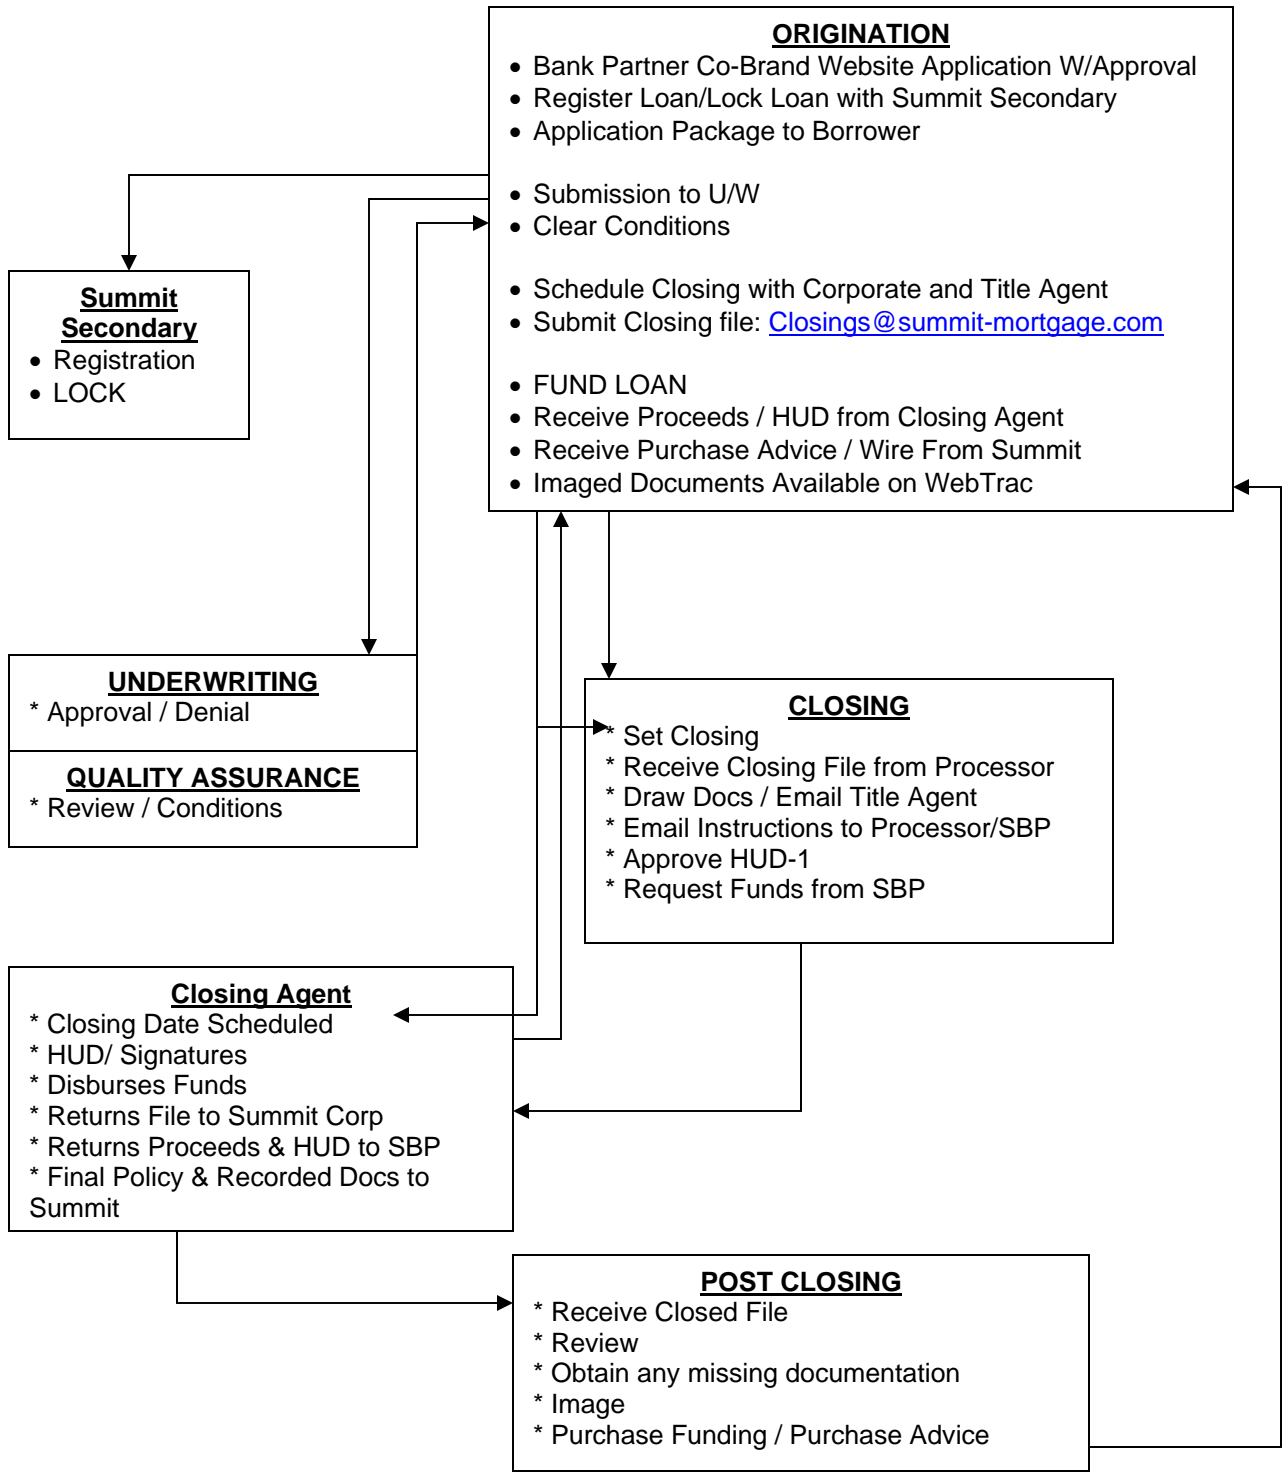 ORIGINATION
• Bank Partner Co-Brand Website Application W/Approval
• Register Loan/Lock Loan with Summit Secondary
• Application Package to Borrower
• Submission to U/W
• Clear Conditions
• Schedule Closing with Corporate and Title Agent
• Submit Closing file: Closings@summit-mortgage.com
• FUND LOAN
• Receive Proceeds / HUD from Closing Agent
• Receive Purchase Advice / Wire From Summit
• Imaged Documents Available on WebTrac
Summit
Secondary
• Registration
• LOCK
UNDERWRITING
* Approval / Denial
QUALITY ASSURANCE
* Review / Conditions
CLOSING
* Set Closing
* Receive Closing File from Processor
* Draw Docs / Email Title Agent
* Email Instructions to Processor/SBP
* Approve HUD-1
* Request Funds from SBP
Closing Agent
* Closing Date Scheduled
* HUD/ Signatures
* Disburses Funds
* Returns File to Summit Corp
* Returns Proceeds & HUD to SBP
* Final Policy & Recorded Docs to
Summit
POST CLOSING
* Receive Closed File
* Review
* Obtain any missing documentation
* Image
* Purchase Funding / Purchase Advice